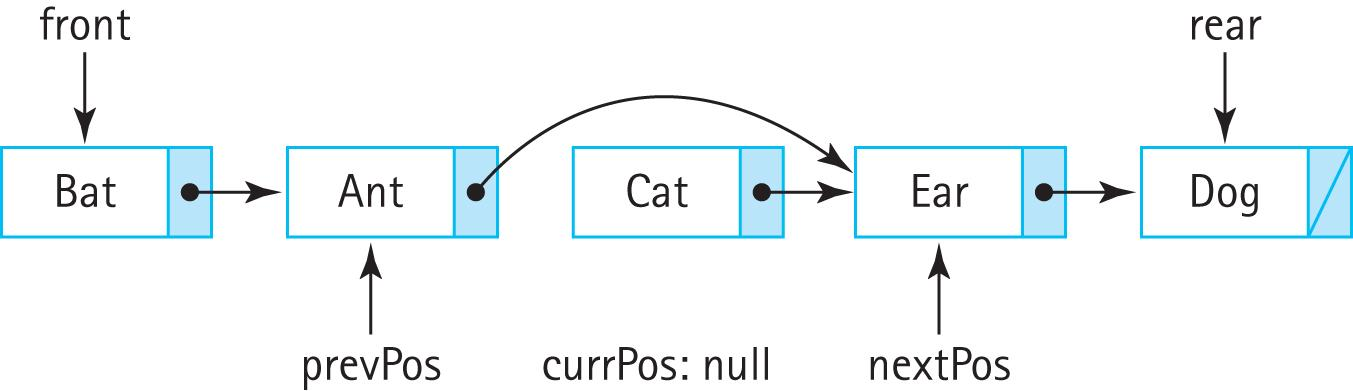 front rear
Bat Ant Cat Ear Dog
prevPos currPos: null nextPos